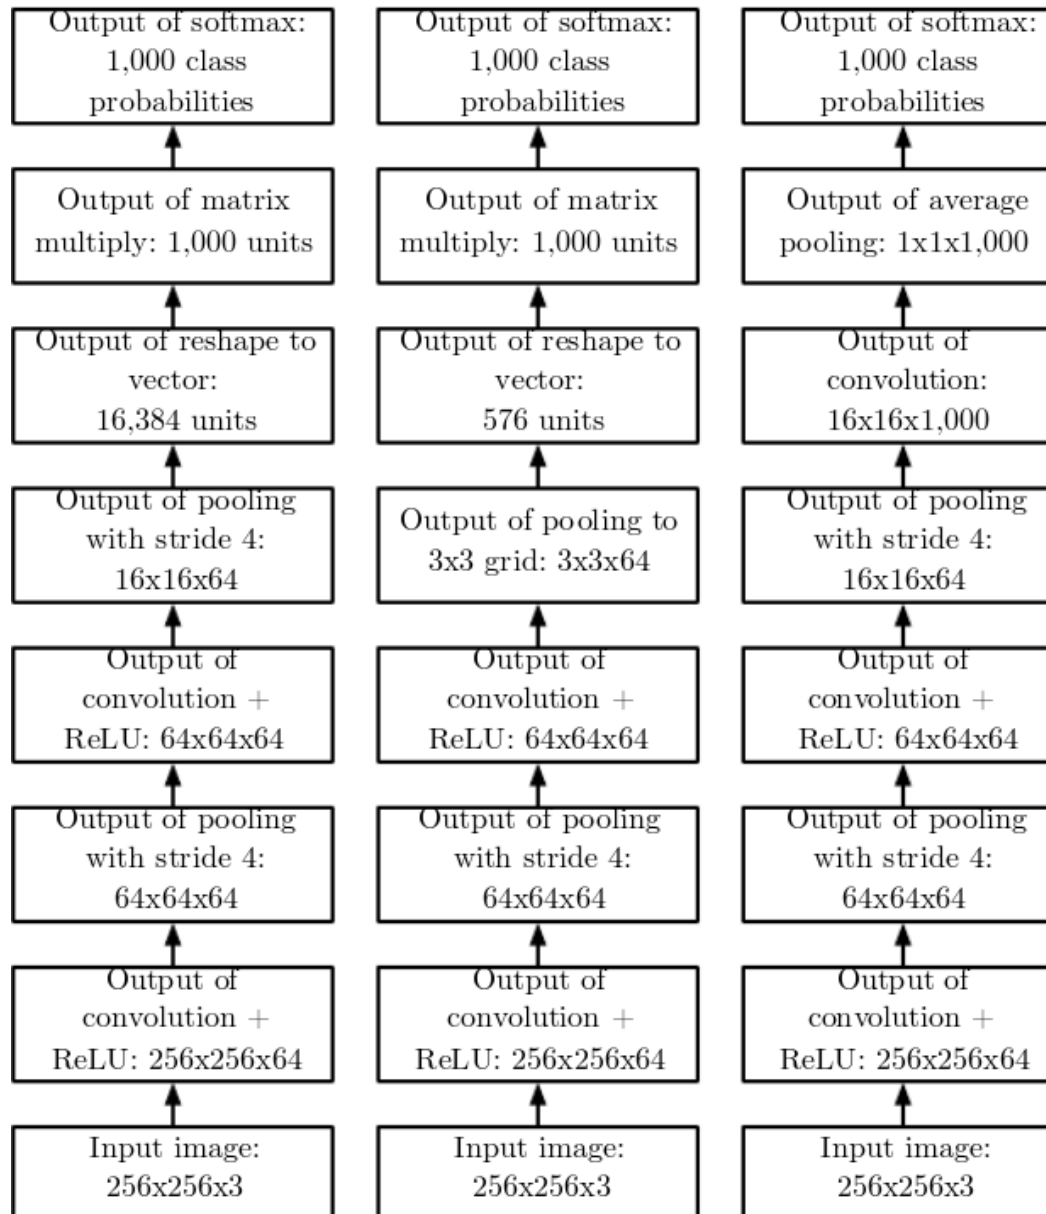 Output of softmax:
1,000 class
probabilities
Output of matrix
multiply: 1,000 units
Output of reshape to
vector:
16,384 units
Output of pooling
with stride 4:
16x16x64
Output of
convolution +
ReLU: 64x64x64
Output of pooling
with stride 4:
64x64x64
Output of
convolution +
ReLU: 256x256x64
Input image:
256x256x3
Output of softmax:
1,000 class
probabilities
Output of matrix
multiply: 1,000 units
Output of reshape to
vector:
576 units
Output of pooling to
3x3 grid: 3x3x64
Output of
convolution +
ReLU: 64x64x64
Output of pooling
with stride 4:
64x64x64
Output of
convolution +
ReLU: 256x256x64
Input image:
256x256x3
Output of softmax:
1,000 class
probabilities
Output of average
pooling: 1x1x1,000
Output of
convolution:
16x16x1,000
Output of pooling
with stride 4:
16x16x64
Output of
convolution +
ReLU: 64x64x64
Output of pooling
with stride 4:
64x64x64
Output of
convolution +
ReLU: 256x256x64
Input image:
256x256x3